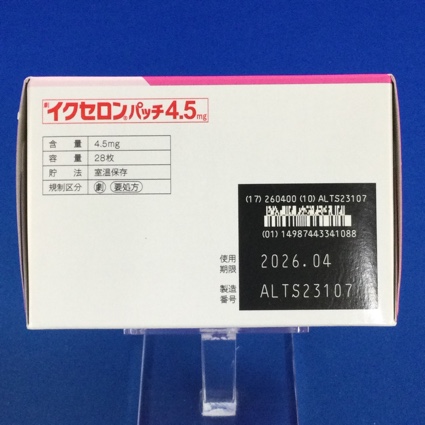 劇 イクセロン®パッチ4.5mg
含量 4.5mg
容量 28枚
貯法 室温保存
規制区分 劇 要処方
(17) 260400 (10) ALTS23107
(01) 14987443341088
使用期限 2026.04
製造番号 ALTS23107